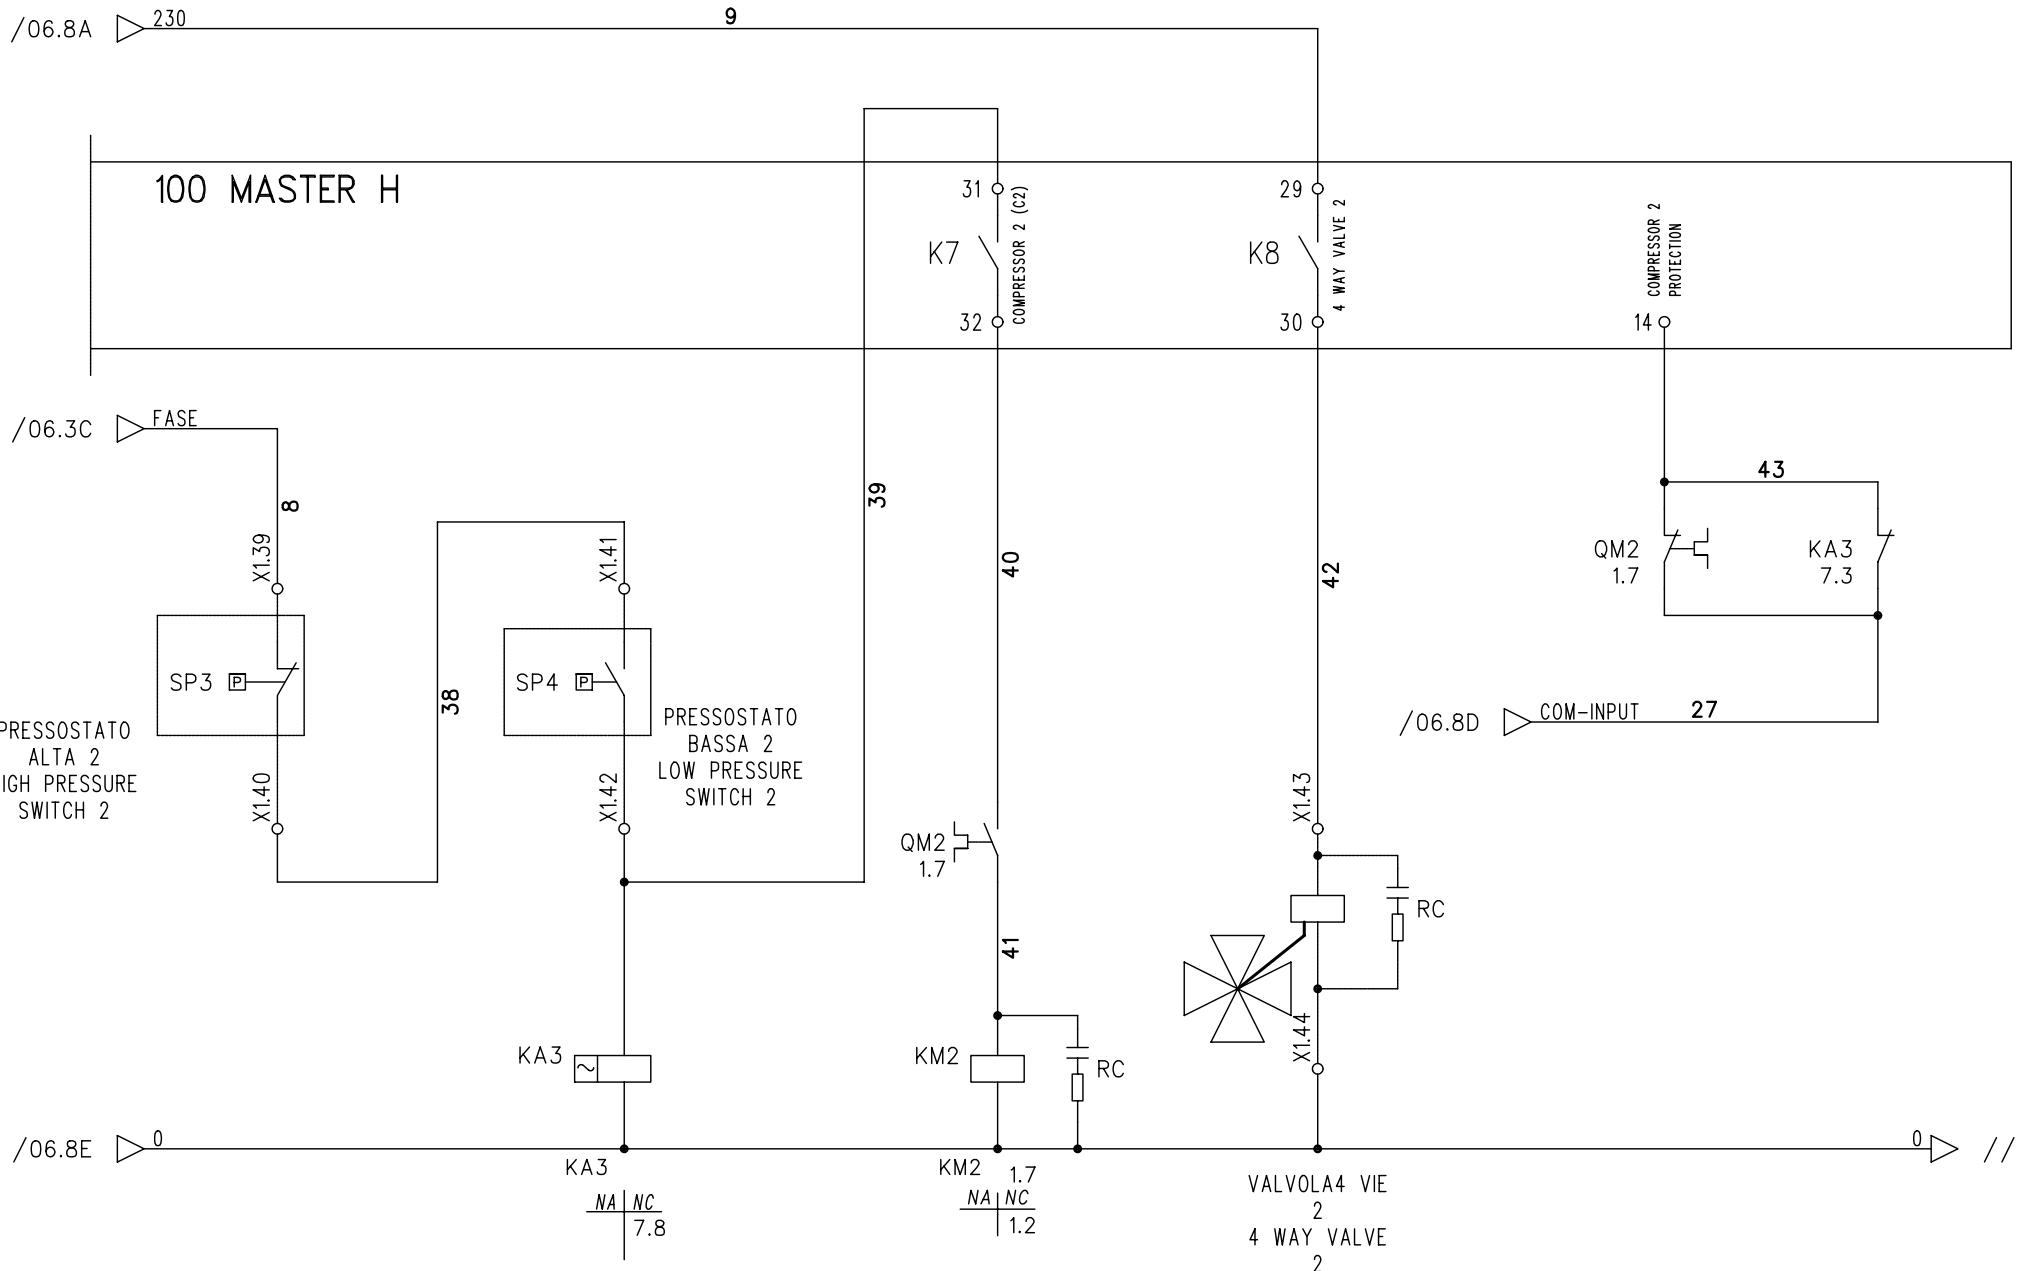 /06.8A
230
9
100 MASTER H
31
K7
32
COMPRESSOR 2 (C2)
29
K8
30
4 WAY VALVE 2
COMPRESSOR 2
PROTECTION
14
/06.3C
FASE
8
X1.39
SP3
P
PRESSOSTATO
ALTA 2
IGH PRESSURE
SWITCH 2
X1.40
38
X1.41
SP4
P
PRESSOSTATO
BASSA 2
LOW PRESSURE
SWITCH 2
X1.42
39
40
QM2
1.7
41
42
X1.43
RC
X1.44
43
QM2
1.7
KA3
7.3
/06.8D
COM-INPUT
27
KA3
KM2
RC
/06.8E
0
0
//
KA3
NA NC
7.8
KM2
1.7
NA NC
1.2
VALVOLA4 VIE
2
4 WAY VALVE
2